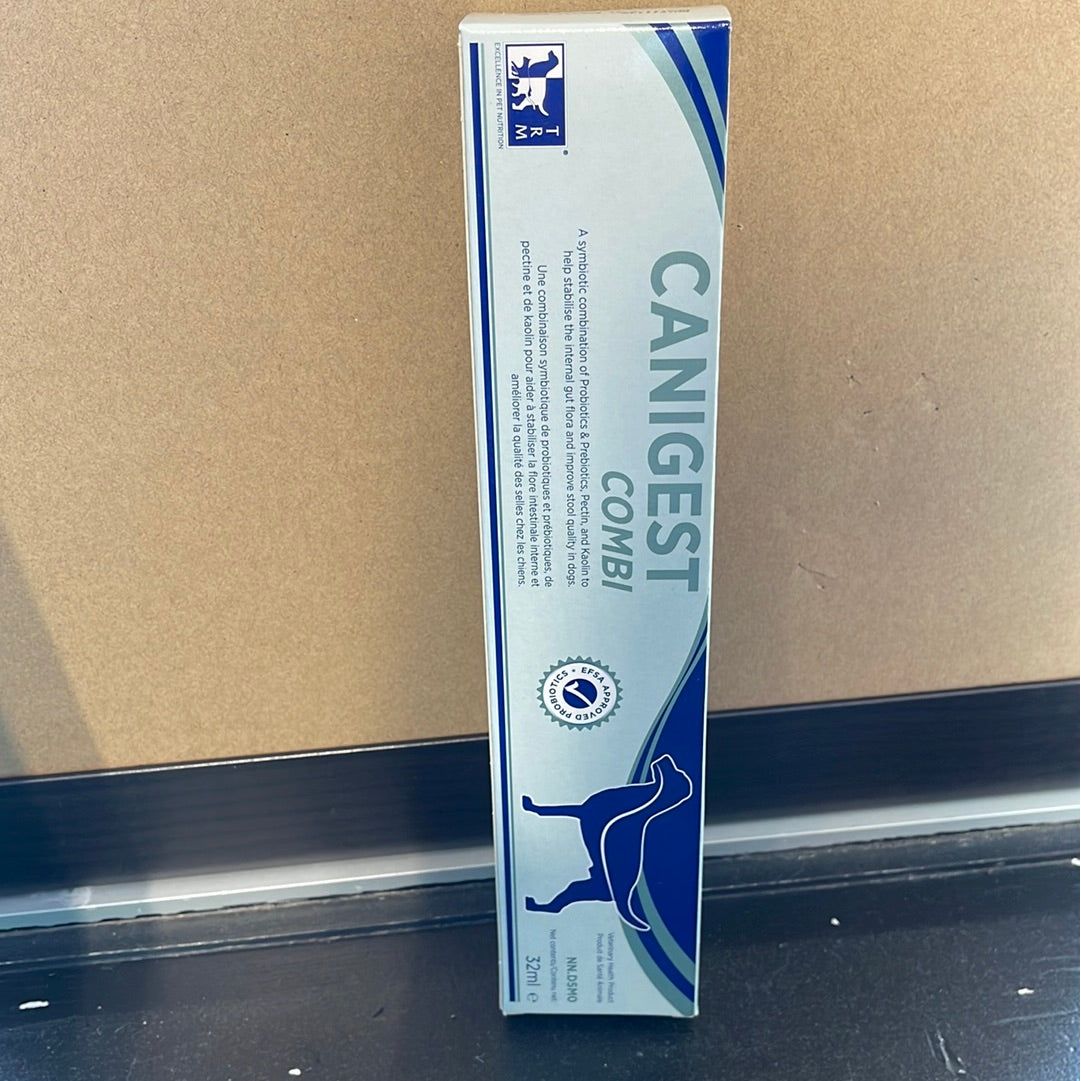 TRM
EXCELLENCE IN PET NUTRITION
CANIGEST
COMBI
A symbiotic combination of Probiotics & Prebiotics, Pectin, and Kaolin to
help stabilise the internal gut flora and improve stool quality in dogs.
Une combinaison symbiotique de probiotiques et prébiotiques, de
pectine et de kaolin pour aider à stabiliser la flore intestinale interne et
améliorer la qualité des selles chez les chiens.
EFSA APPROVED PROBIOTICS
Veterinary Health Product
Produit de Santé Animale
NN.D5M0
Net contents/Contenu net:
32ml e